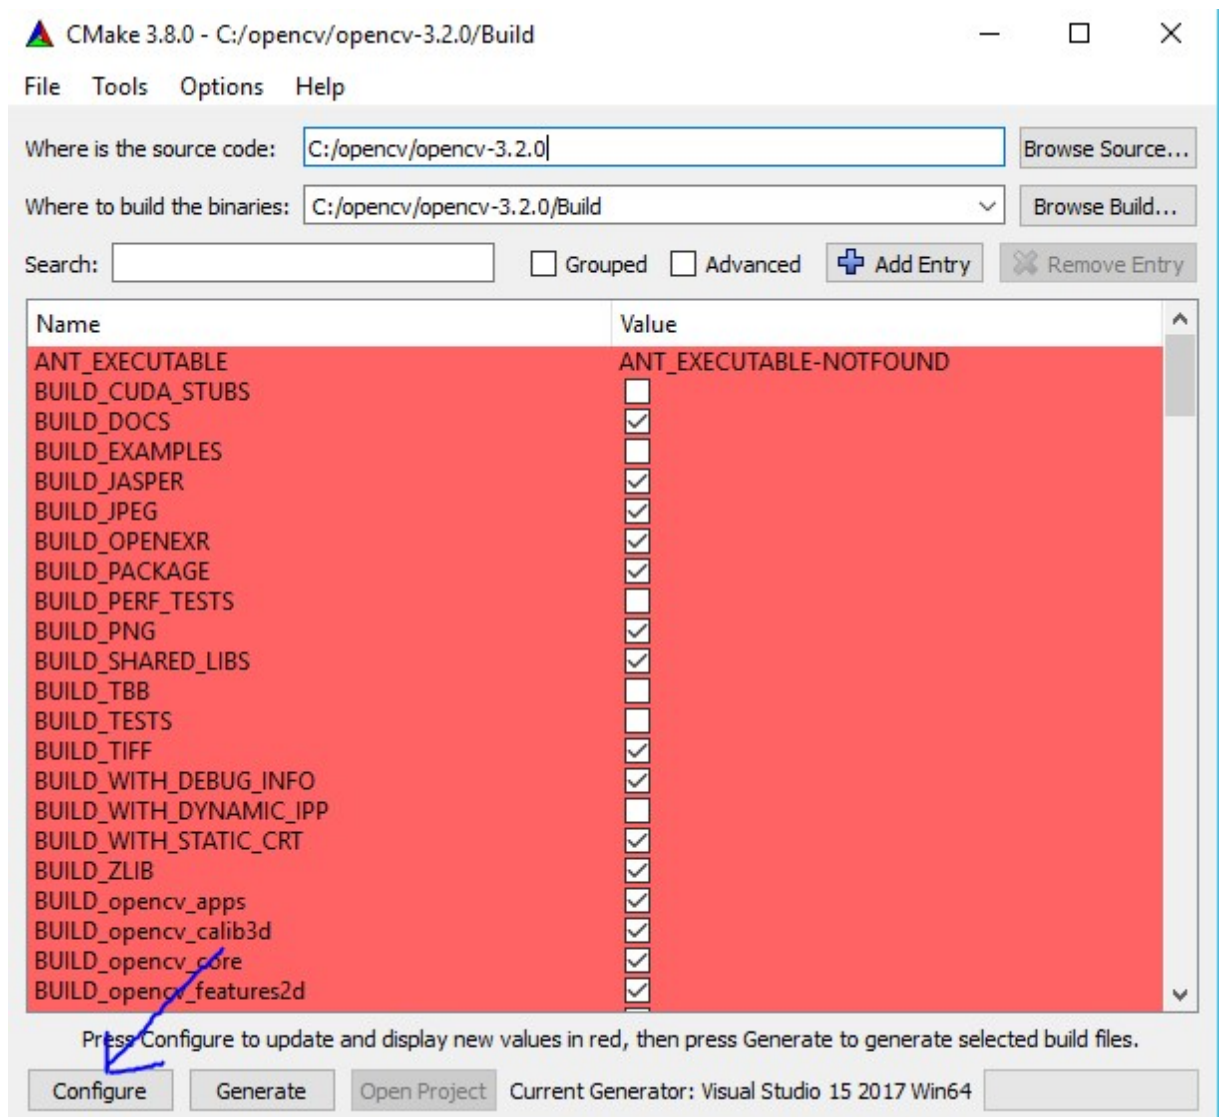 CMake 3.8.0 - C:/opencv/opencv-3.2.0/Build
File Tools Options Help
Where is the source code: C:/opencv/opencv-3.2.0 Browse Source...
Where to build the binaries: C:/opencv/opencv-3.2.0/Build Browse Build...
Search: Grouped Advanced Add Entry Remove Entry
Name Value
ANT_EXECUTABLE ANT_EXECUTABLE-NOTFOUND
BUILD_CUDA_STUBS
BUILD_DOCS
BUILD_EXAMPLES
BUILD_JASPER
BUILD_JPEG
BUILD_OPENEXR
BUILD_PACKAGE
BUILD_PERF_TESTS
BUILD_PNG
BUILD_SHARED_LIBS
BUILD_TBB
BUILD_TESTS
BUILD_TIFF
BUILD_WITH_DEBUG_INFO
BUILD_WITH_DYNAMIC_IPP
BUILD_WITH_STATIC_CRT
BUILD_ZLIB
BUILD_opencv_apps
BUILD_opencv_calib3d
BUILD_opencv_core
BUILD_opencv_features2d
Press Configure to update and display new values in red, then press Generate to generate selected build files.
Configure Generate Open Project Current Generator: Visual Studio 15 2017 Win64